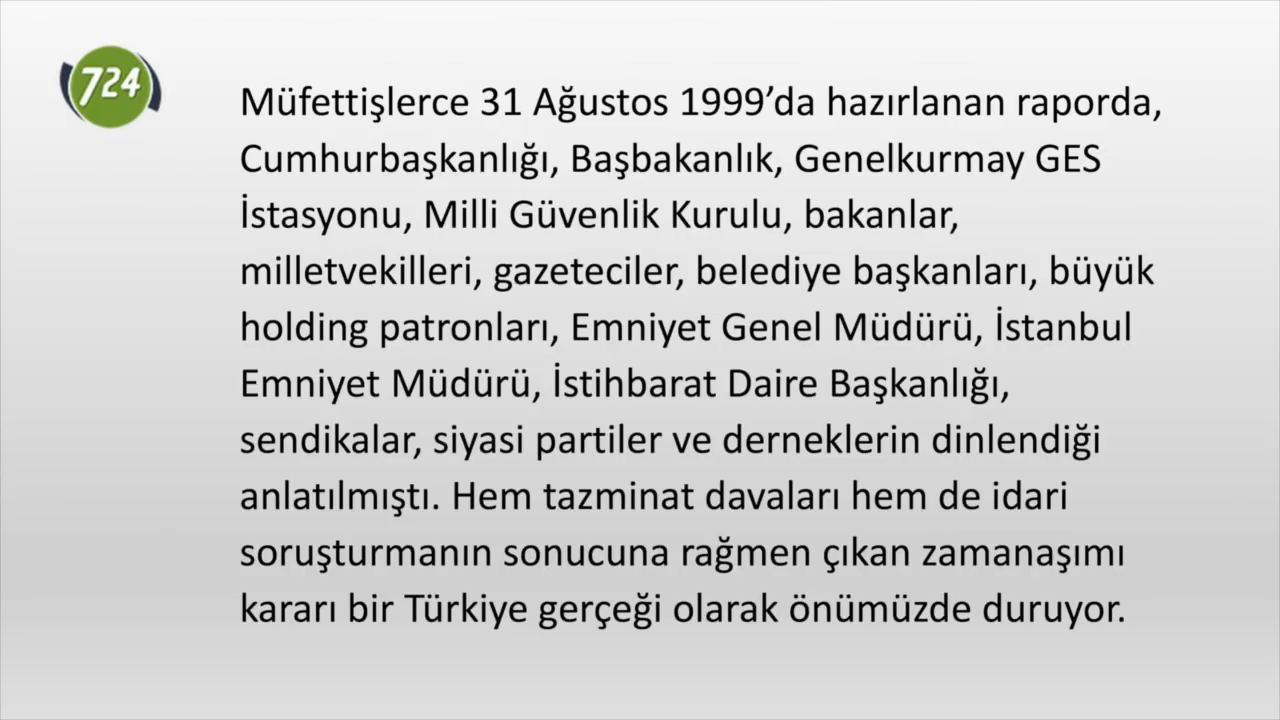 724
Müfettişlerce 31 Ağustos 1999’da hazırlanan raporda,
Cumhurbaşkanlığı, Başbakanlık, Genelkurmay GES
İstasyonu, Milli Güvenlik Kurulu, bakanlar,
milletvekilleri, gazeteciler, belediye başkanları, büyük
holding patronları, Emniyet Genel Müdürü, İstanbul
Emniyet Müdürü, İstihbarat Daire Başkanlığı,
sendikalar, siyasi partiler ve derneklerin dinlendiği
anlatılmıştı. Hem tazminat davaları hem de idari
soruşturmanın sonucuna rağmen çıkan zamanaşımı
kararı bir Türkiye gerçeği olarak önümüzde duruyor.